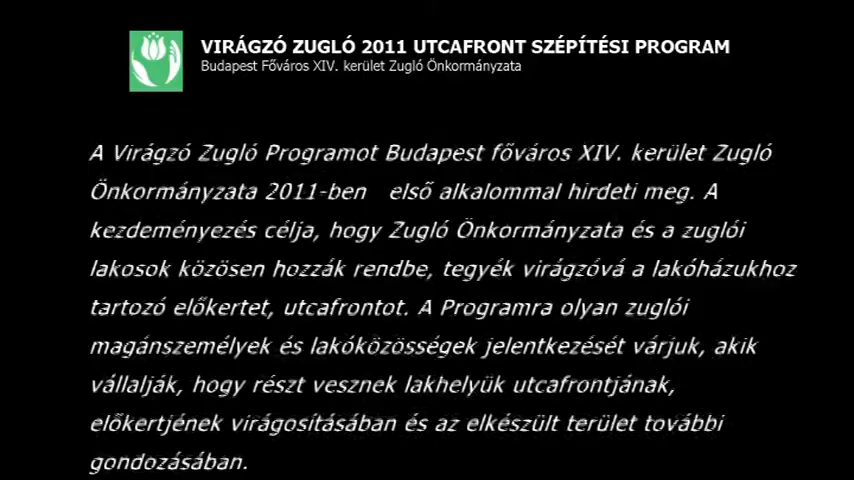 VIRÁGZÓ ZUGLÓ 2011 UTCAFRONT SZÉPÍTÉSI PROGRAM
Budapest Főváros XIV. kerület Zugló Önkormányzata
A Virágzó Zugló Programot Budapest főváros XIV. kerület Zugló
Önkormányzata 2011-ben első alkalommal hirdeti meg. A
kezdeményezés célja, hogy Zugló Önkormányzata és a zuglói
lakosok közösen hozzák rendbe, tegyék virágzóvá a lakóházukhoz
tartozó előkertet, utcafrontot. A Programra olyan zuglói
magánszemélyek és lakóközösségek jelentkezését várjuk, akik
vállalják, hogy részt vesznek lakhelyük utcafrontjának,
előkertjének virágosításában és az elkészült terület további
gondozásában.